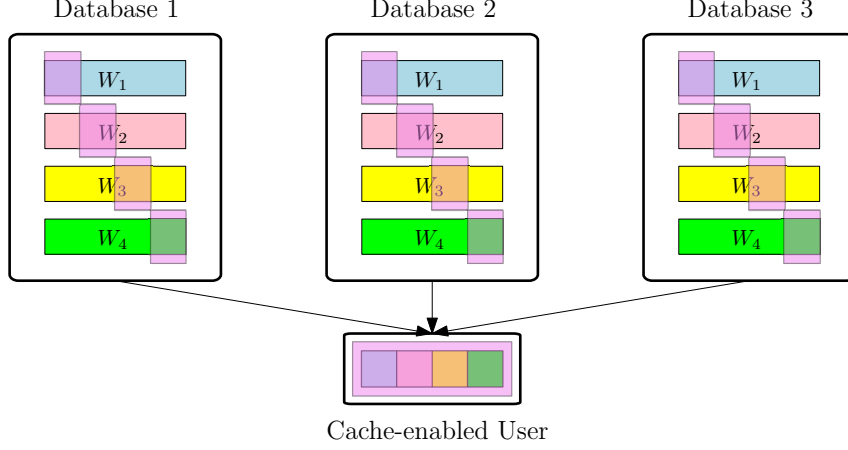 Database 1
Database 2
Database 3
W₁
W₁
W₁
W₂
W₂
W₂
W₃
W₃
W₃
W₄
W₄
W₄
Cache-enabled User